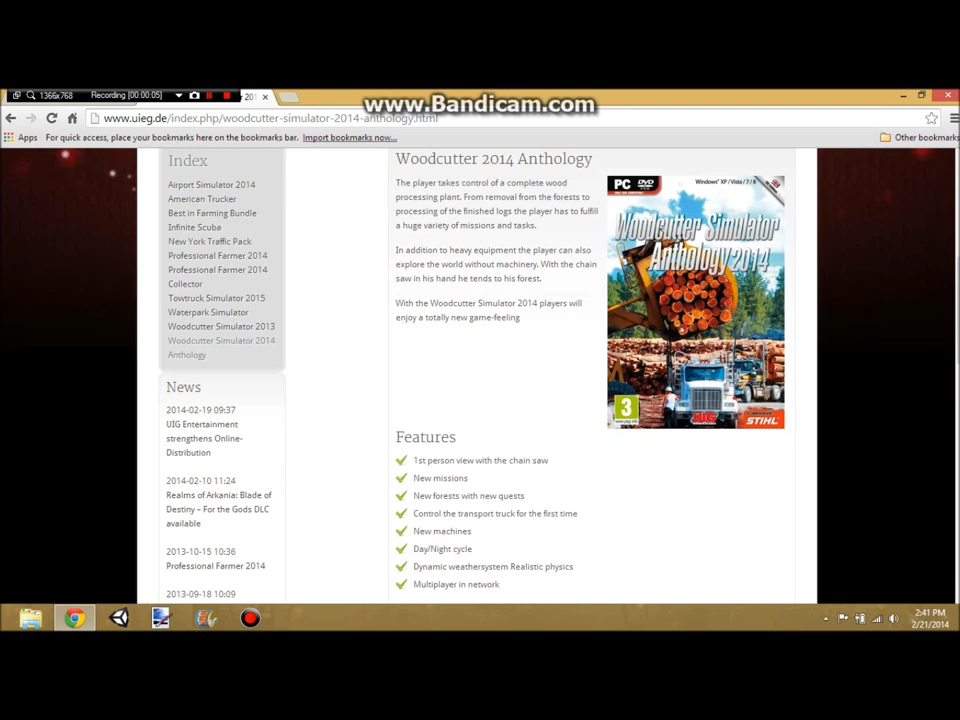 www.Bandicam.com
1366x768
Recording [00:00:05]
201
www.uieg.de/index.php/woodcutter-simulator-2014-anthology.html
Apps
For quick access, place your bookmarks here on the bookmarks bar.
Import bookmarks now...
Other bookmarks
Index
Airport Simulator 2014
American Trucker
Best in Farming Bundle
Infinite Scuba
New York Traffic Pack
Professional Farmer 2014
Professional Farmer 2014
Collector
Towtruck Simulator 2015
Waterpark Simulator
Woodcutter Simulator 2013
Woodcutter Simulator 2014
Anthology
News
2014-02-19 09:37
UIG Entertainment
strengthens Online-
Distribution
2014-02-10 11:24
Realms of Arkania: Blade of
Destiny – For the Gods DLC
available
2013-10-15 10:36
Professional Farmer 2014
2013-09-18 10:09
Woodcutter 2014 Anthology
The player takes control of a complete wood
processing plant. From removal from the forests to
processing of the finished logs the player has to fulfill
a huge variety of missions and tasks.
In addition to heavy equipment the player can also
explore the world without machinery. With the chain
saw in his hand he tends to his forest.
With the Woodcutter Simulator 2014 players will
enjoy a totally new game-feeling
PC DVD
Windows® XP / Vista / 7 / 8
Woodcutter Simulator
Anthology 2014
3
UIG
STIHL
Features
1st person view with the chain saw
New missions
New forests with new quests
Control the transport truck for the first time
New machines
Day/Night cycle
Dynamic weathersystem Realistic physics
Multiplayer in network
2:41 PM
2/21/2014